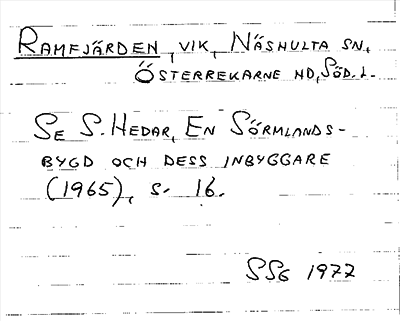 RAMFJÄRDEN, VIK, NÄSHULTA SN.
ÖSTERREKARNE HD, SÖD. L.
SE S. HEDAR, EN SÖRMLANDS-
BYGD OCH DESS INBYGGARE
(1965), S. 16.
SSG 1977